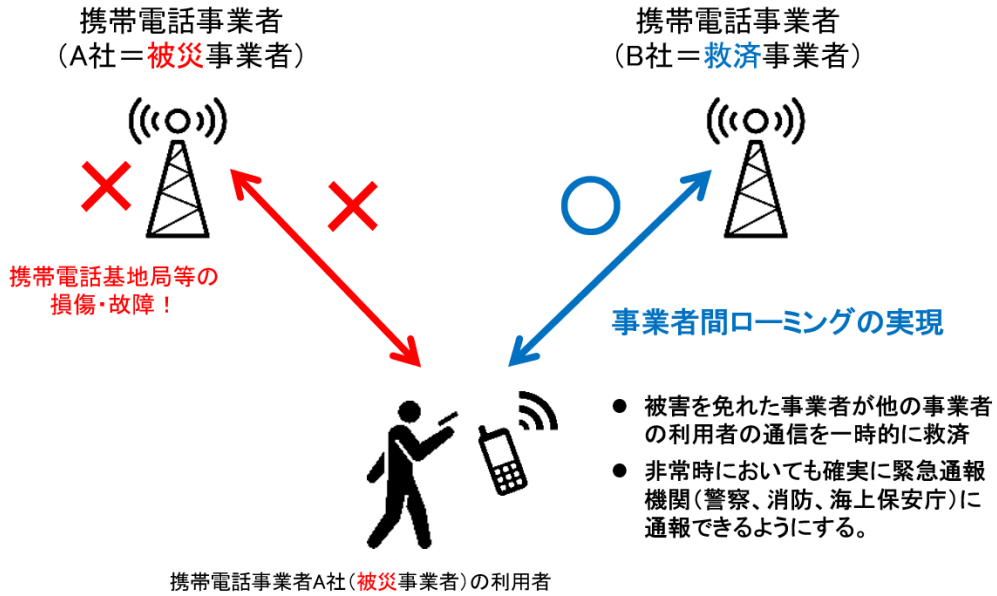 携帯電話事業者
（A社＝被災事業者）
携帯電話事業者
（B社＝救済事業者）
携帯電話基地局等の
損傷・故障！
事業者間ローミングの実現
● 被害を免れた事業者が他の事業者
の利用者の通信を一時的に救済
● 非常時においても確実に緊急通報
機関（警察、消防、海上保安庁）に
通報できるようにする。
携帯電話事業者A社（被災事業者）の利用者